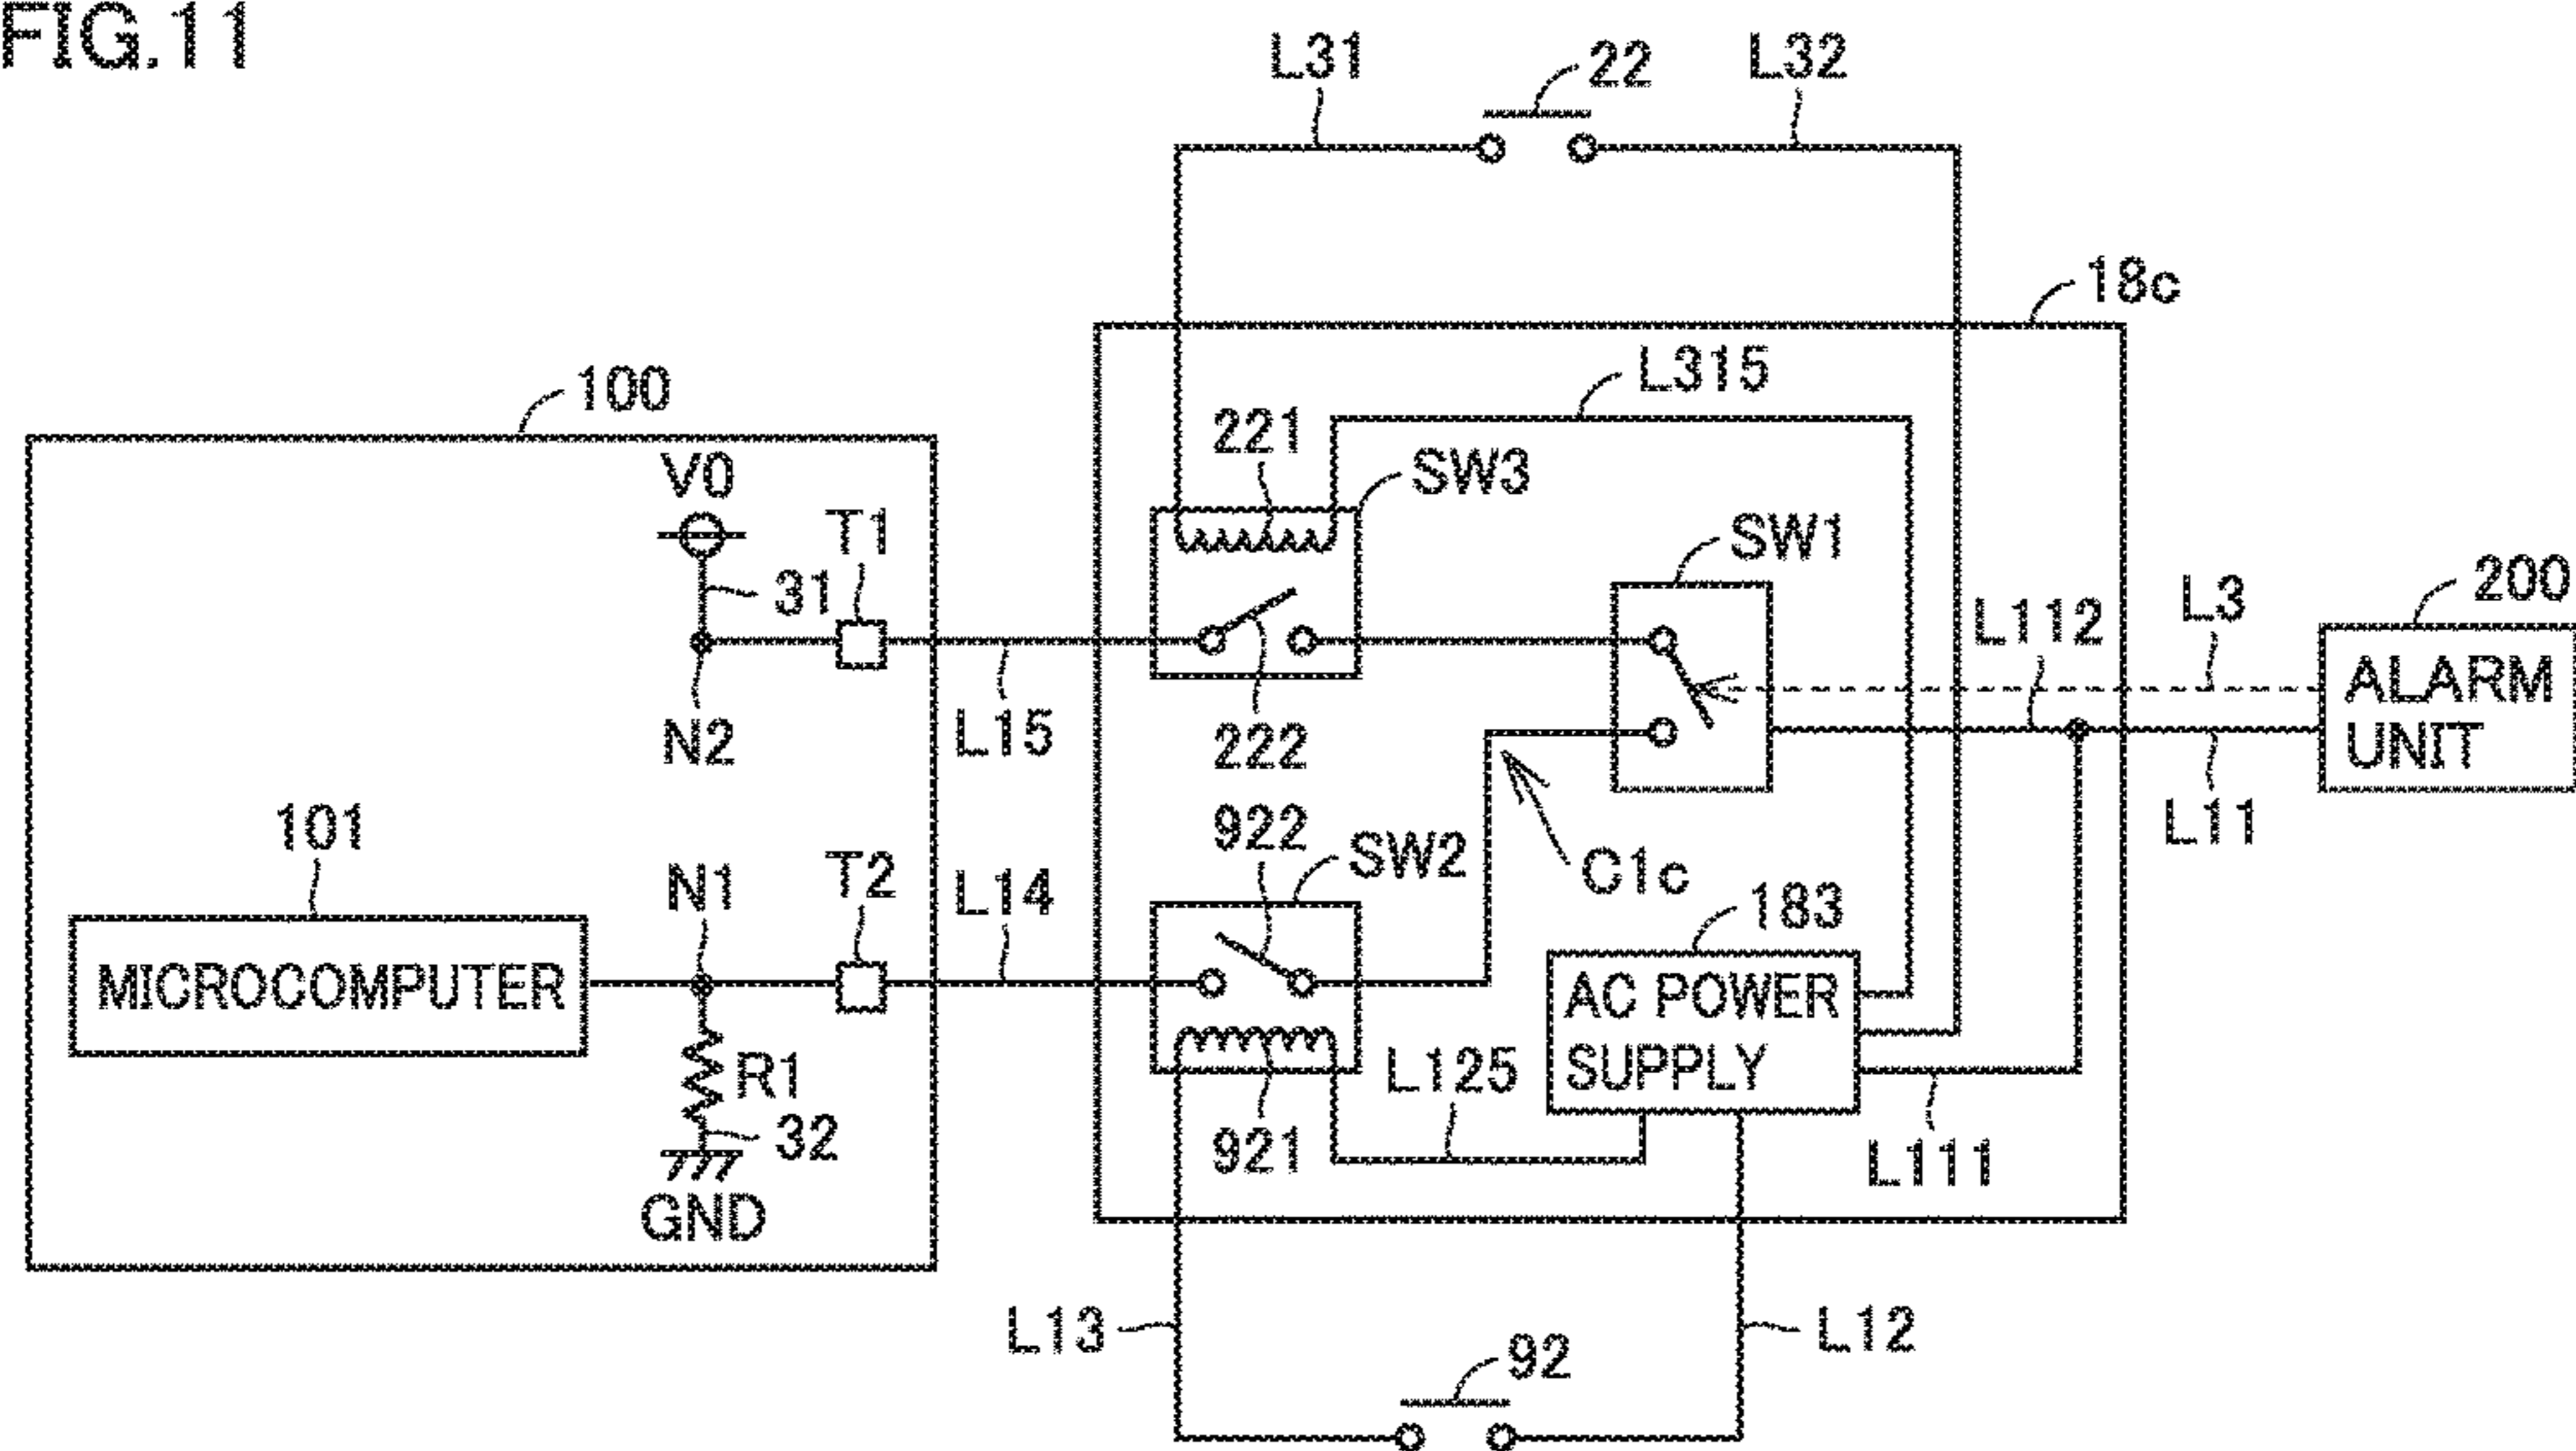 FIG.11
L31
22
L32
18c
L315
100
221
SW3
V0
T1
SW1
31
L3
200
L112
ALARM
UNIT
N2
L15
222
L11
101
922
SW2
C1c
N1
T2
L14
183
MICROCOMPUTER
AC POWER
SUPPLY
R1
L125
32
921
L111
GND
L13
L12
92